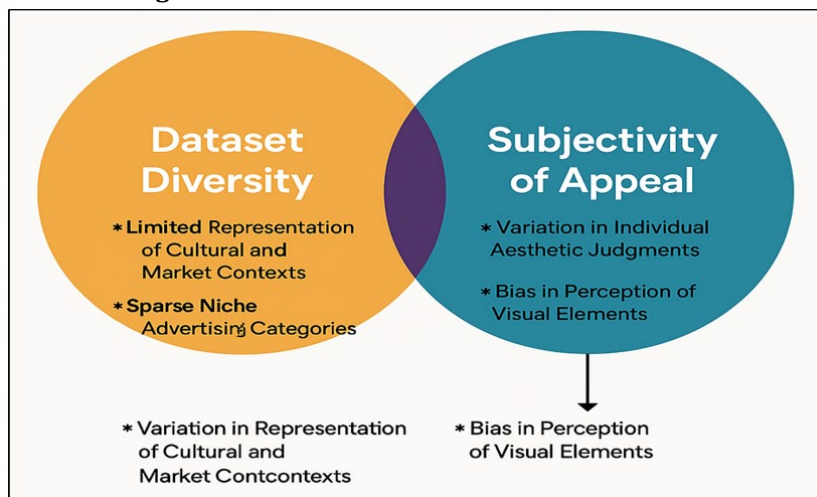 Dataset
Diversity
* Limited Representation
of Cultural and
Market Contexts
* Sparse Niche
Advertising Categories
Subjectivity
of Appeal
* Variation in Individual
Aesthetic Judgments
* Bias in Perception of
Visual Elements
* Variation in Representation
of Cultural and
Market Contcontexts
* Bias in Perception
of Visual Elements